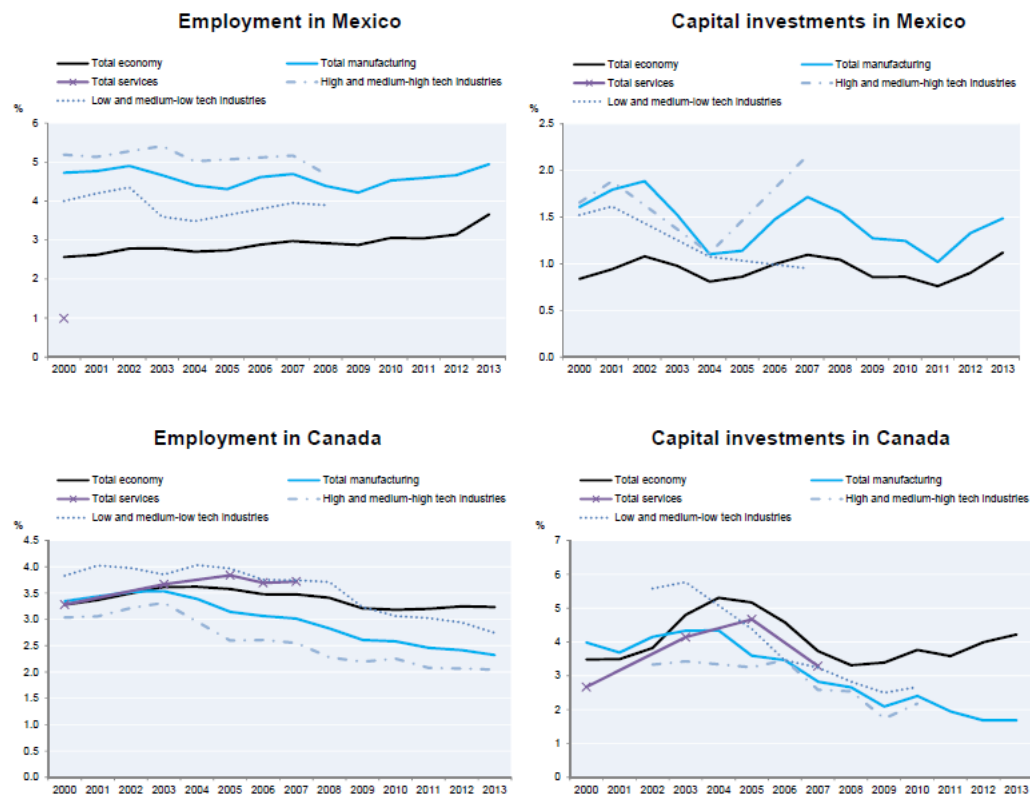 Employment in Mexico
Total economy Total manufacturing
Total services High and medium-high tech industries
Low and medium-low tech industries
%
6
5
4
3
2
1
0
2000 2001 2002 2003 2004 2005 2006 2007 2008 2009 2010 2011 2012 2013
Capital investments in Mexico
Total economy Total manufacturing
Total services High and medium-high tech industries
Low and medium-low tech industries
%
2.5
2.0
1.5
1.0
0.5
0.0
2000 2001 2002 2003 2004 2005 2006 2007 2008 2009 2010 2011 2012 2013
Employment in Canada
Total economy Total manufacturing
Total services High and medium-high tech industries
Low and medium-low tech industries
%
4.5
4.0
3.5
3.0
2.5
2.0
1.5
1.0
0.5
0.0
2000 2001 2002 2003 2004 2005 2006 2007 2008 2009 2010 2011 2012 2013
Capital investments in Canada
Total economy Total manufacturing
Total services High and medium-high tech industries
Low and medium-low tech industries
%
7
6
5
4
3
2
1
0
2000 2001 2002 2003 2004 2005 2006 2007 2008 2009 2010 2011 2012 2013